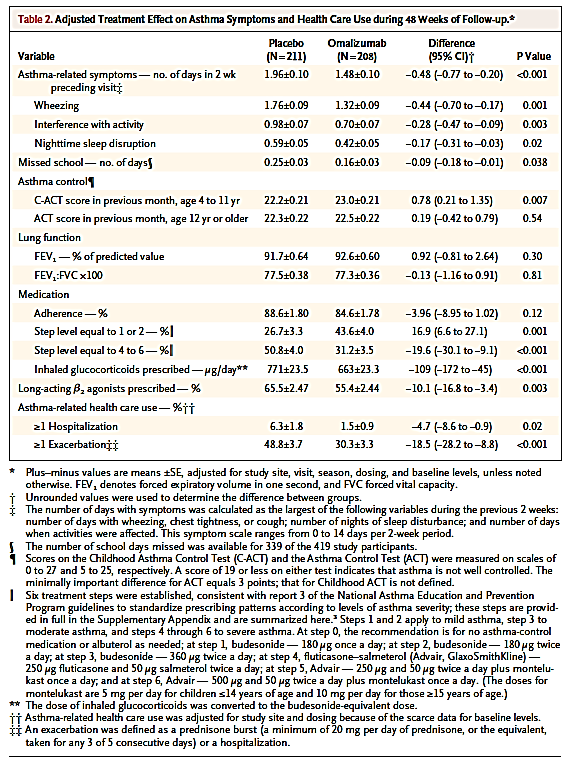 Table 2. Adjusted Treatment Effect on Asthma Symptoms and Health Care Use during 48 Weeks of Follow-up.*
Variable Placebo (N=211) Omalizumab (N=208) Difference (95% CI)† P Value
Asthma-related symptoms — no. of days in 2 wk preceding visit‡ 1.96±0.10 1.48±0.10 −0.48 (−0.77 to −0.20) <0.001
Wheezing 1.76±0.09 1.32±0.09 −0.44 (−0.70 to −0.17) 0.001
Interference with activity 0.98±0.07 0.70±0.07 −0.28 (−0.47 to −0.09) 0.003
Nighttime sleep disruption 0.59±0.05 0.42±0.05 −0.17 (−0.31 to −0.03) 0.02
Missed school — no. of days§ 0.25±0.03 0.16±0.03 −0.09 (−0.18 to −0.01) 0.038
Asthma control¶
C-ACT score in previous month, age 4 to 11 yr 22.2±0.21 23.0±0.21 0.78 (0.21 to 1.35) 0.007
ACT score in previous month, age 12 yr or older 22.3±0.22 22.5±0.22 0.19 (−0.42 to 0.79) 0.54
Lung function
FEV₁ — % of predicted value 91.7±0.64 92.6±0.60 0.92 (−0.81 to 2.64) 0.30
FEV₁:FVC ×100 77.5±0.38 77.3±0.36 −0.13 (−1.16 to 0.91) 0.81
Medication
Adherence — % 88.6±1.80 84.6±1.78 −3.96 (−8.95 to 1.02) 0.12
Step level equal to 1 or 2 — %‖ 26.7±3.3 43.6±4.0 16.9 (6.6 to 27.1) 0.001
Step level equal to 4 to 6 — %‖ 50.8±4.0 31.2±3.5 −19.6 (−30.1 to −9.1) <0.001
Inhaled glucocorticoids prescribed — μg/day** 771±23.5 663±23.3 −109 (−172 to −45) <0.001
Long-acting β₂ agonists prescribed — % 65.5±2.47 55.4±2.44 −10.1 (−16.8 to −3.4) 0.003
Asthma-related health care use — %††
≥1 Hospitalization 6.3±1.8 1.5±0.9 −4.7 (−8.6 to −0.9) 0.02
≥1 Exacerbation‡‡ 48.8±3.7 30.3±3.3 −18.5 (−28.2 to −8.8) <0.001
* Plus–minus values are means ±SE, adjusted for study site, visit, season, dosing, and baseline levels, unless noted
otherwise. FEV₁ denotes forced expiratory volume in one second, and FVC forced vital capacity.
† Unrounded values were used to determine the difference between groups.
‡ The number of days with symptoms was calculated as the largest of the following variables during the previous 2 weeks:
number of days with wheezing, chest tightness, or cough; number of nights of sleep disturbance; and number of days
when activities were affected. This symptom scale ranges from 0 to 14 days per 2-week period.
§ The number of school days missed was available for 339 of the 419 study participants.
¶ Scores on the Childhood Asthma Control Test (C-ACT) and the Asthma Control Test (ACT) were measured on scales of
0 to 27 and 5 to 25, respectively. A score of 19 or less on either test indicates that asthma is not well controlled. The
minimally important difference for ACT equals 3 points; that for Childhood ACT is not defined.
‖ Six treatment steps were established, consistent with report 3 of the National Asthma Education and Prevention
Program guidelines to standardize prescribing patterns according to levels of asthma severity; these steps are provid-
ed in full in the Supplementary Appendix and are summarized here.³ Steps 1 and 2 apply to mild asthma, step 3 to
moderate asthma, and steps 4 through 6 to severe asthma. At step 0, the recommendation is for no asthma-control
medication or albuterol as needed; at step 1, budesonide — 180 μg once a day; at step 2, budesonide — 180 μg twice
a day; at step 3, budesonide — 360 μg twice a day; at step 4, fluticasone–salmeterol (Advair, GlaxoSmithKline) —
250 μg fluticasone and 50 μg salmeterol twice a day; at step 5, Advair — 250 μg and 50 μg twice a day plus montelu-
kast once a day; and at step 6, Advair — 500 μg and 50 μg twice a day plus montelukast once a day. (The doses for
montelukast are 5 mg per day for children ≤14 years of age and 10 mg per day for those ≥15 years of age.)
** The dose of inhaled glucocorticoids was converted to the budesonide-equivalent dose.
†† Asthma-related health care use was adjusted for study site and dosing because of the scarce data for baseline levels.
‡‡ An exacerbation was defined as a prednisone burst (a minimum of 20 mg per day of prednisone, or the equivalent,
taken for any 3 of 5 consecutive days) or a hospitalization.